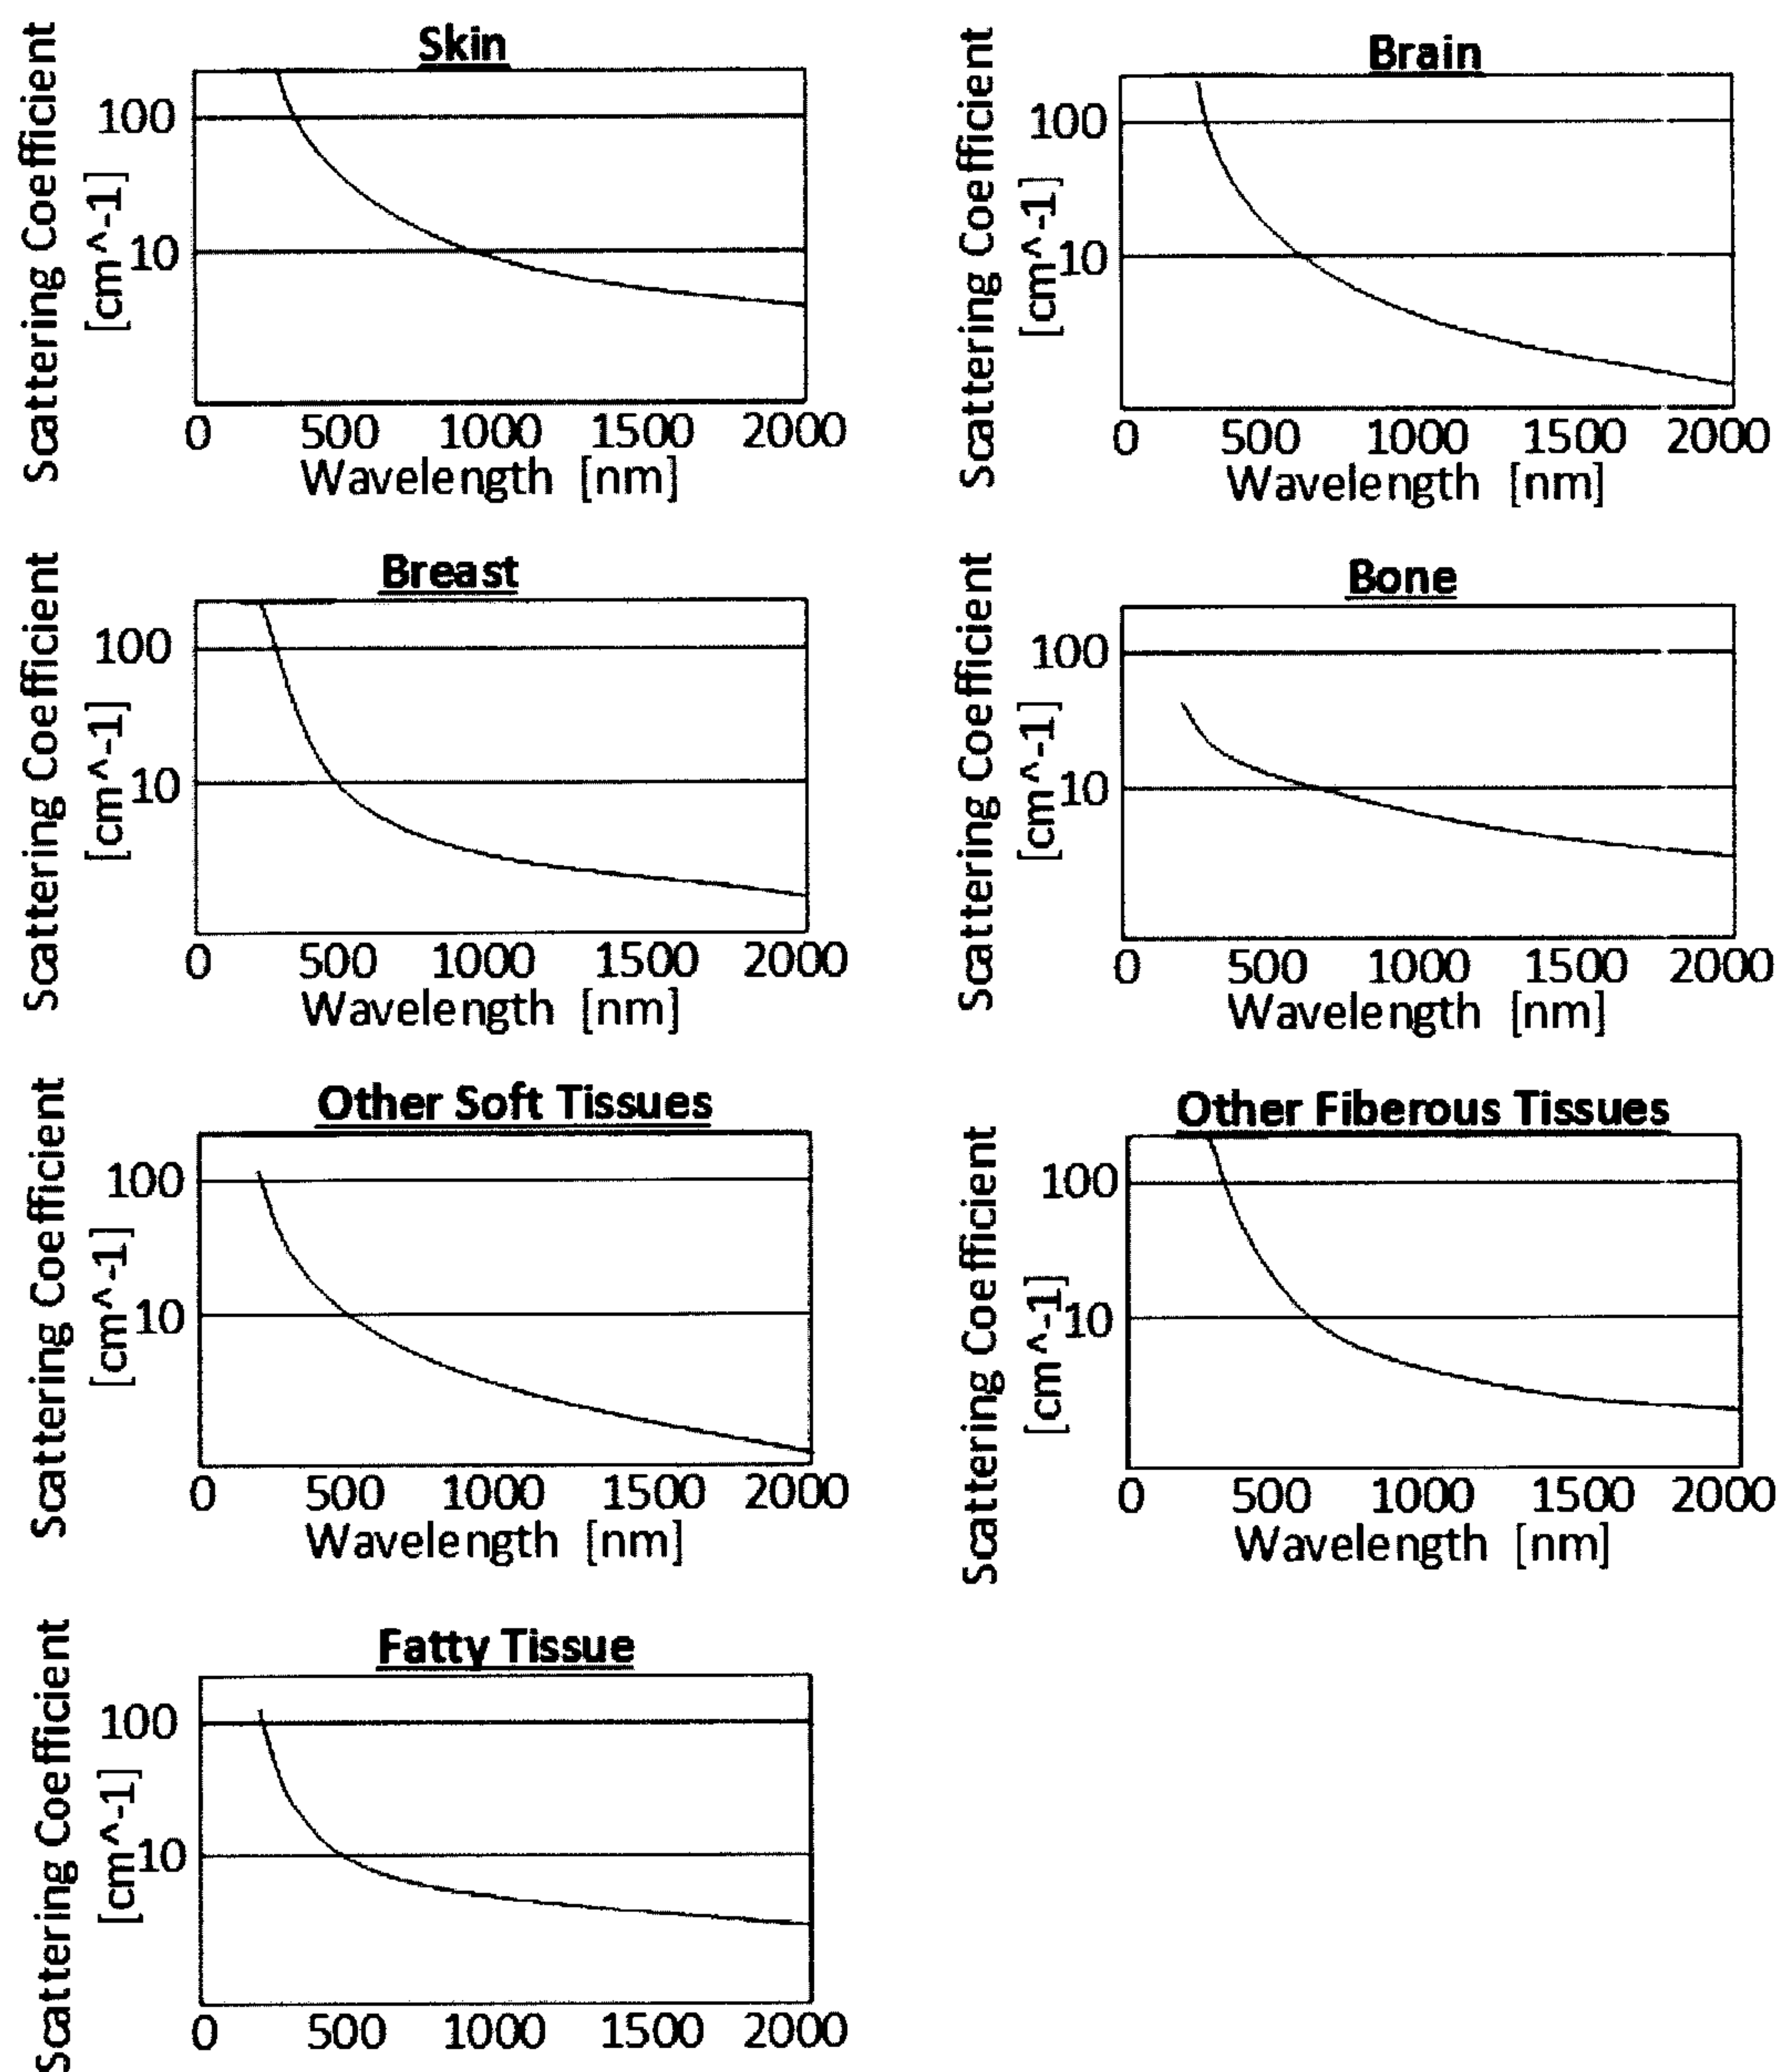 Skin
Scattering Coefficient
[cm^-1]
100
10
0 500 1000 1500 2000
Wavelength [nm]
Brain
Scattering Coefficient
[cm^-1]
100
10
0 500 1000 1500 2000
Wavelength [nm]
Breast
Scattering Coefficient
[cm^-1]
100
10
0 500 1000 1500 2000
Wavelength [nm]
Bone
Scattering Coefficient
[cm^-1]
100
10
0 500 1000 1500 2000
Wavelength [nm]
Other Soft Tissues
Scattering Coefficient
[cm^-1]
100
10
0 500 1000 1500 2000
Wavelength [nm]
Other Fiberous Tissues
Scattering Coefficient
[cm^-1]
100
10
0 500 1000 1500 2000
Wavelength [nm]
Fatty Tissue
Scattering Coefficient
[cm^-1]
100
10
0 500 1000 1500 2000